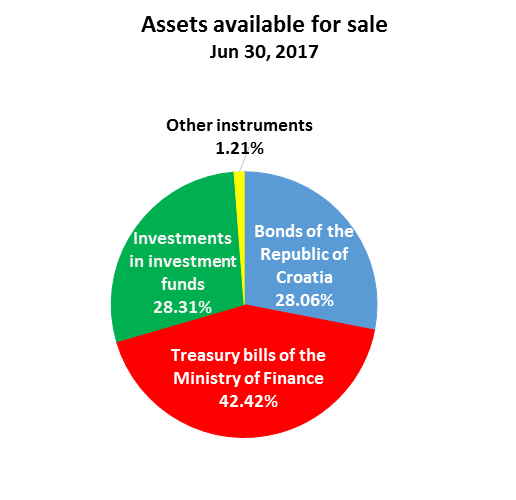 Assets available for sale
Jun 30, 2017
Other instruments
1.21%
Bonds of the
Republic of
Croatia
28.06%
Investments
in investment
funds
28.31%
Treasury bills of the
Ministry of Finance
42.42%